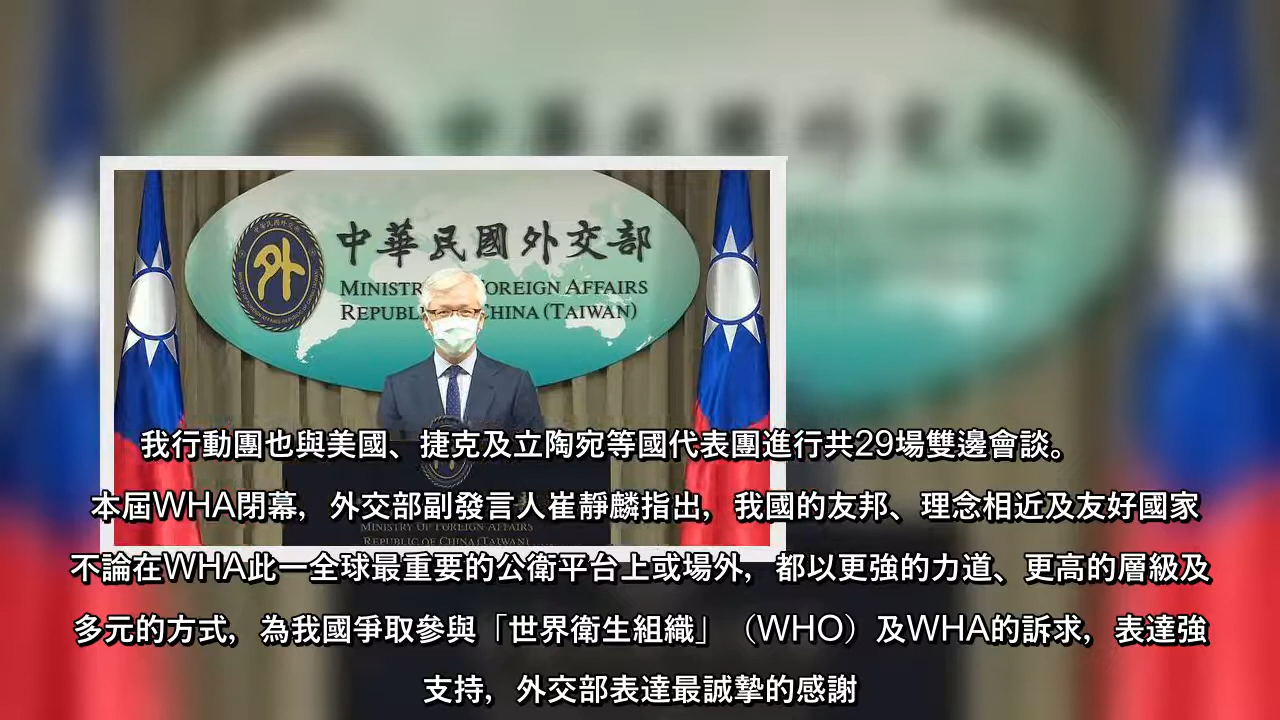 中華民國外交部
MINISTRY OF FOREIGN AFFAIRS
REPUBLIC CHINA (TAIWAN)
我行動團也與美國、捷克及立陶宛等國代表團進行共29場雙邊會談。
本屆WHA閉幕，外交部副發言人崔靜麟指出，我國的友邦、理念相近及友好國家
MINISTRY OF FOREIGN AFFAIRS
REPUBLIC OF CHINA (TAIWAN)
不論在WHA此一全球最重要的公衛平台上或場外，都以更強的力道、更高的層級及
多元的方式，為我國爭取參與「世界衛生組織」（WHO）及WHA的訴求，表達強
支持，外交部表達最誠摯的感謝